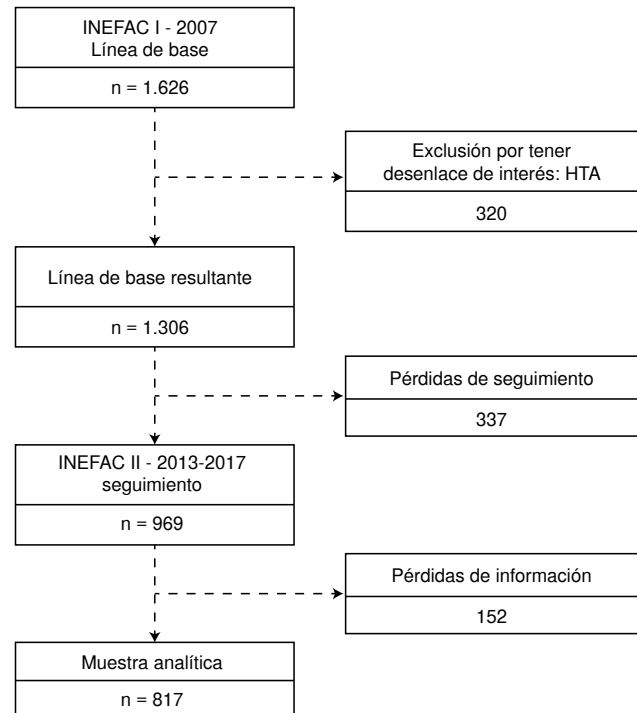 INEFAC I - 2007
Línea de base
n = 1.626
Exclusión por tener
desenlace de interés: HTA
320
Línea de base resultante
n = 1.306
Pérdidas de seguimiento
337
INEFAC II - 2013-2017
seguimiento
n = 969
Pérdidas de información
152
Muestra analítica
n = 817